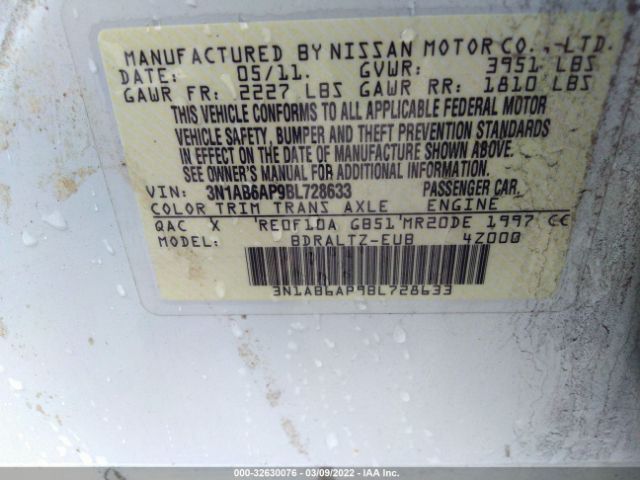 MANUFACTURED BY NISSAN MOTOR CO., LTD.
DATE: 05/11. GVWR: 3951 LBS
GAWR FR: 2227 LBS GAWR RR: 1810 LBS
THIS VEHICLE CONFORMS TO ALL APPLICABLE FEDERAL MOTOR
VEHICLE SAFETY, BUMPER AND THEFT PREVENTION STANDARDS
IN EFFECT ON THE DATE OF MANUFACTURE SHOWN ABOVE.
SEE OWNER'S MANUAL FOR ADDITIONAL INFORMATION.
VIN: 3N1AB6AP9BL728633 PASSENGER CAR.
COLOR TRIM TRANS AXLE ENGINE
QAC X RE0F10A GB51 MR20DE 1997 CC
MODEL: BDRALTZ-EUB 4Z000
3N1AB6AP9BL728633
000-32630076 - 03/09/2022 - IAA Inc.